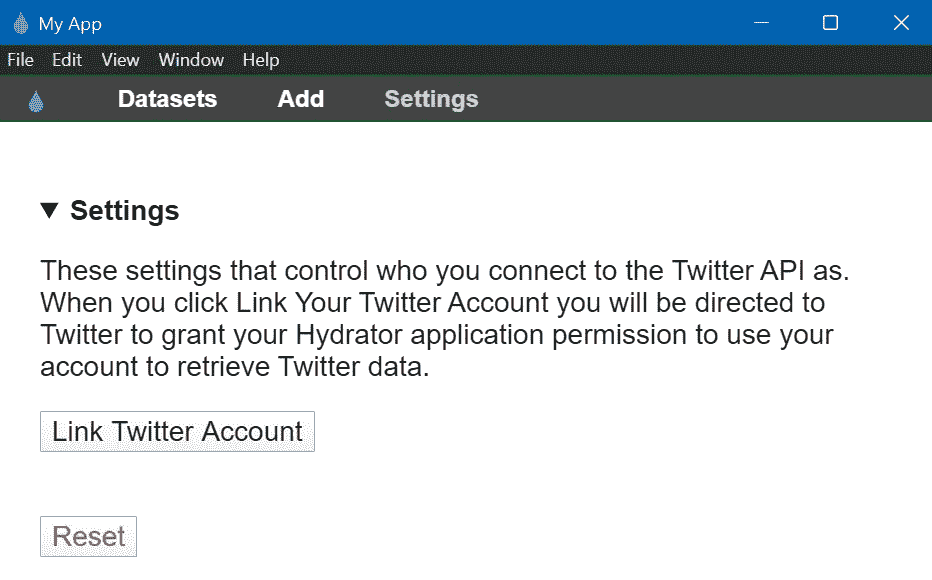 My App
File Edit View Window Help
Datasets Add Settings
Settings
These settings that control who you connect to the Twitter API as.
When you click Link Your Twitter Account you will be directed to
Twitter to grant your Hydrator application permission to use your
account to retrieve Twitter data.
Link Twitter Account
Reset